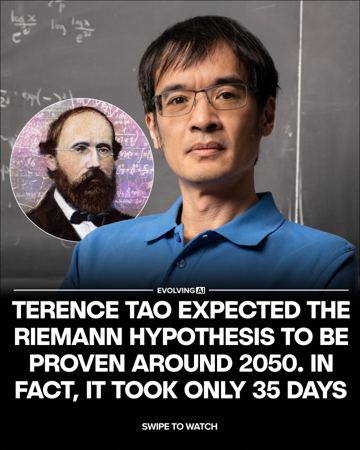 EVOLVING AI
TERENCE TAO EXPECTED THE
RIEMANN HYPOTHESIS TO BE
PROVEN AROUND 2050. IN
FACT, IT TOOK ONLY 35 DAYS
SWIPE TO WATCH